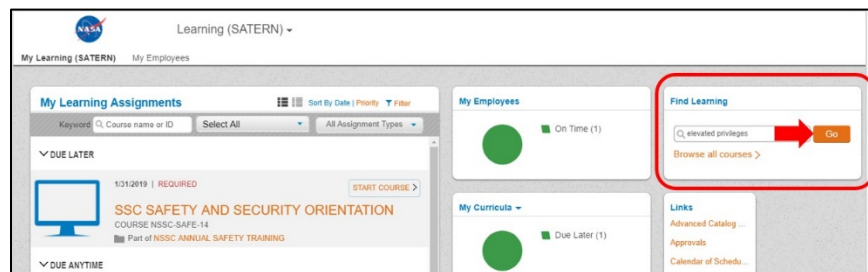 NASA
Learning (SATERN)
My Learning (SATERN) My Employees
My Learning Assignments
Sort By Date | Priority Filter
Keyword Course name or ID Select All All Assignment Types
DUE LATER
1/31/2019 | REQUIRED
START COURSE >
SSC SAFETY AND SECURITY ORIENTATION
COURSE NSSC-SAFE-14
Part of NSSC ANNUAL SAFETY TRAINING
DUE ANYTIME
My Employees
On Time (1)
My Curricula
Due Later (1)
Find Learning
elevated privileges Go
Browse all courses >
Links
Advanced Catalog ...
Approvals
Calendar of Schedu...